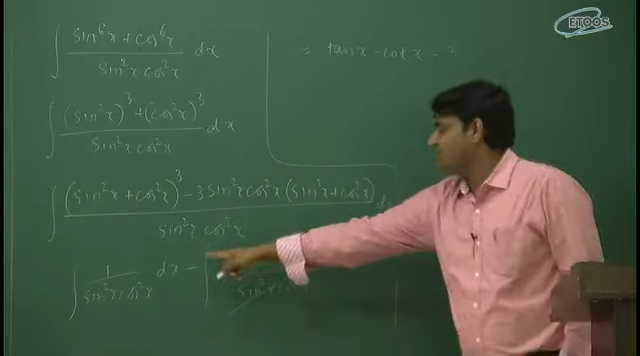 ∫ (sin⁶x + cos⁶x) / (sin²x cos²x) dx
∫ ((sin²x)³ + (cos²x)³) / (sin²x cos²x) dx
∫ ((sin²x + cos²x)³ - 3 sin²x cos²x (sin²x + cos²x)) / (sin²x cos²x)
∫ 1 / (sin²x cos²x) dx - ∫
sin²x
= tan x - cot x - 3
ETOOS